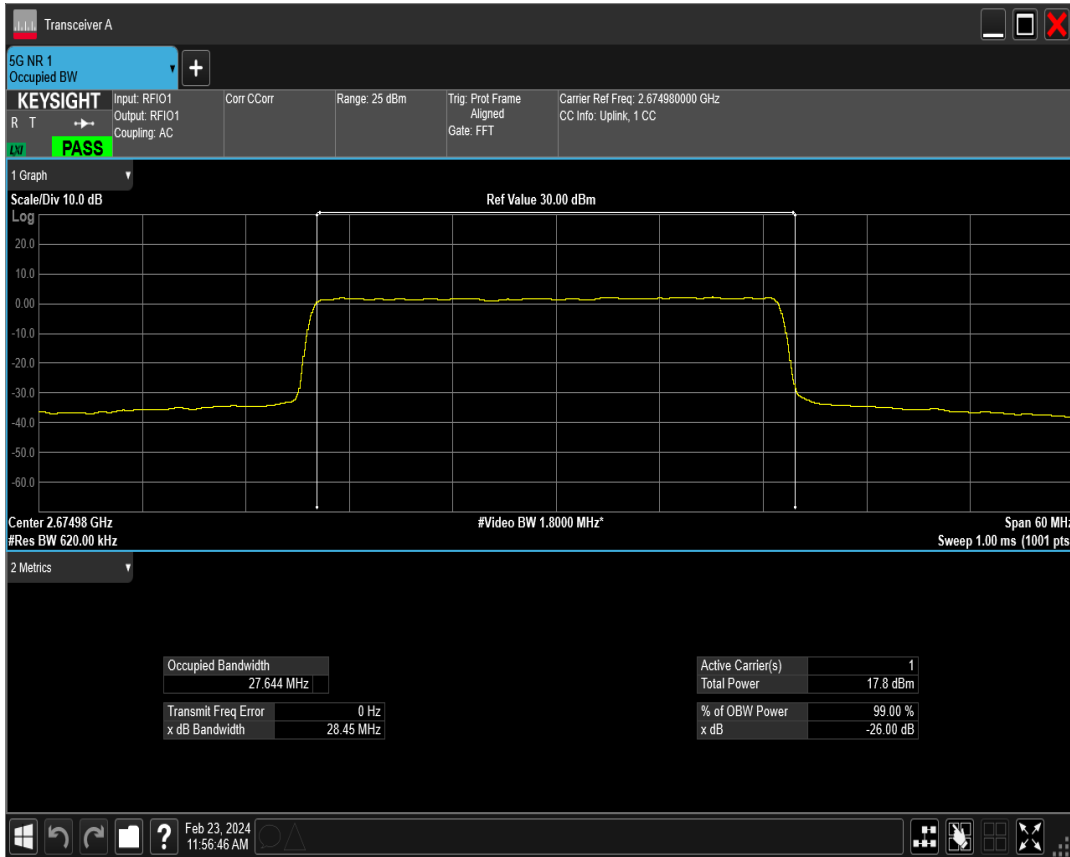 Transceiver A
5G NR 1
Occupied BW
KEYSIGHT
R T
LXI
PASS
Input: RFIO1
Output: RFIO1
Coupling: AC
Corr CCorr
Range: 25 dBm
Trig: Prot Frame
Aligned
Gate: FFT
Carrier Ref Freq: 2.674980000 GHz
CC Info: Uplink, 1 CC
1 Graph
Scale/Div 10.0 dB
Ref Value 30.00 dBm
Log
20.0
10.0
0.00
-10.0
-20.0
-30.0
-40.0
-50.0
-60.0
Center 2.67498 GHz
#Video BW 1.8000 MHz*
Span 60 MHz
#Res BW 620.00 kHz
Sweep 1.00 ms (1001 pts
2 Metrics
Occupied Bandwidth
27.644 MHz
Transmit Freq Error 0 Hz
x dB Bandwidth 28.45 MHz
Active Carrier(s) 1
Total Power 17.8 dBm
% of OBW Power 99.00 %
x dB -26.00 dB
?
Feb 23, 2024
11:56:46 AM